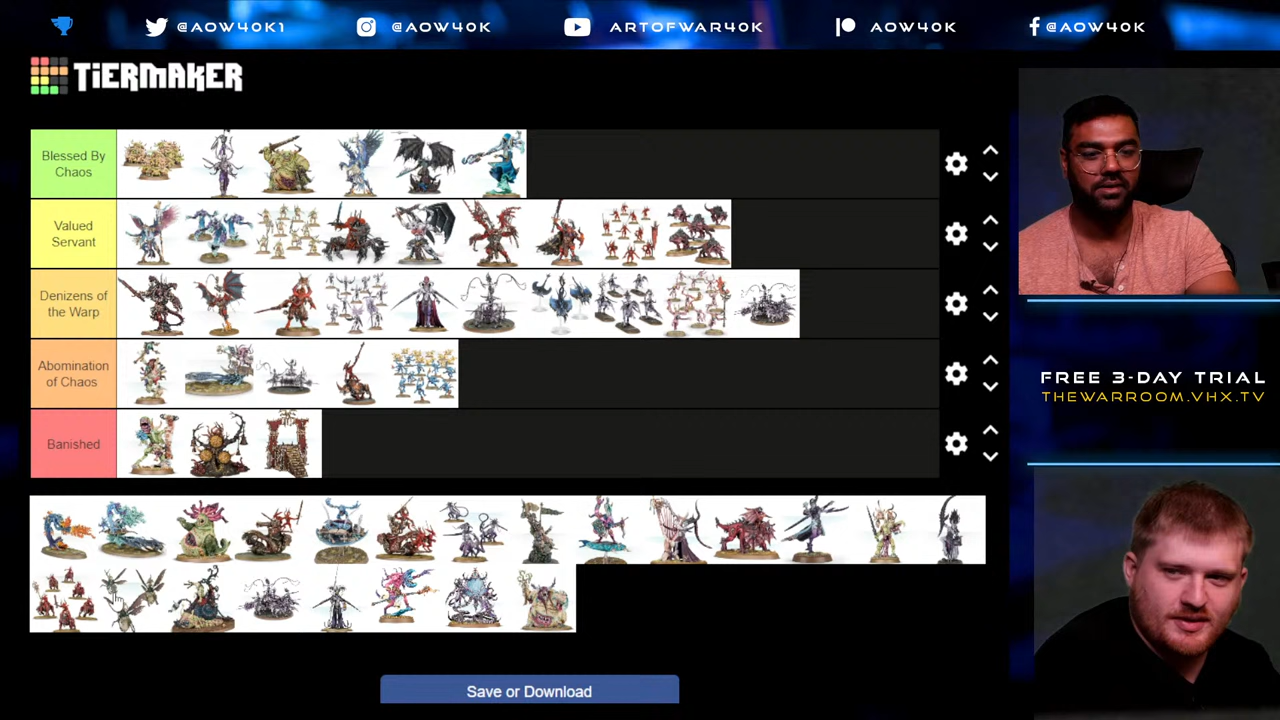 @AOW40K1
@AOW40K
ARTOFWAR40K
AOW40K
@AOW40K
TIERMAKER
Blessed By
Chaos
Valued
Servant
Denizens of
the Warp
Abomination
of Chaos
Banished
FREE 3-DAY TRIAL
THEWARROOM.VHX.TV
Save or Download